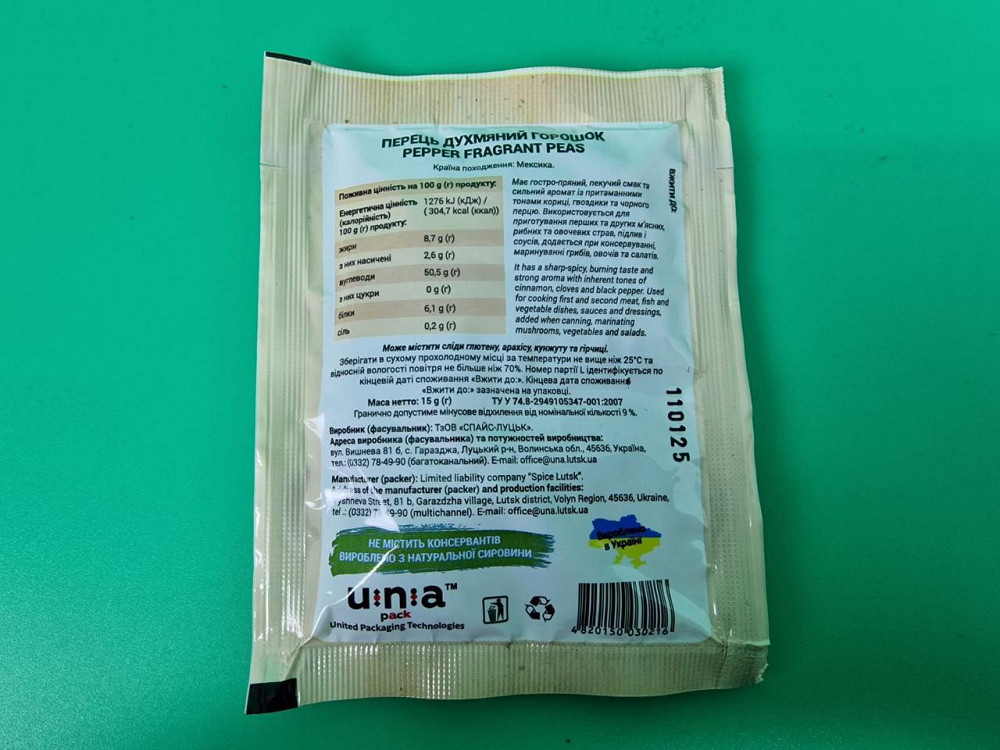 ПЕРЕЦЬ ДУХМЯНИЙ ГОРОШОК
PEPPER FRAGRANT PEAS
Країна походження: Мексика.
Поживна цінність на 100 g (г) продукту:
Енергетична цінність 1276 kJ (кДж) /
(калорійність) ( 304,7 kcal (ккал))
100 g (г) продукту:
жири 8,7 g (г)
з них насичені 2,6 g (г)
вуглеводи 50,5 g (г)
з них цукри 0 g (г)
білки 6,1 g (г)
сіль 0,2 g (г)
Має гостро-пряний, пекучий смак та
сильний аромат із притаманними
тонами кориці, гвоздики та чорного
перцю. Використовується для
приготування перших та других м'ясних,
рибних та овочевих страв, підлив і
соусів, додається при консервуванні,
маринуванні грибів, овочів та салатів.
It has a sharp-spicy, burning taste and
strong aroma with inherent tones of
cinnamon, cloves and black pepper. Used
for cooking first and second meat, fish and
vegetable dishes, sauces and dressings,
added when canning, marinating
mushrooms, vegetables and salads.
ВЖИТИ ДО:
110125
Може містити сліди глютену, арахісу, кунжуту та гірчиці.
Зберігати в сухому прохолодному місці за температури не вище ніж 25°С та
відносній вологості повітря не більше ніж 70%. Номер партії L ідентифікується по
кінцевій даті споживання «Вжити до:». Кінцева дата споживання
«Вжити до:» зазначена на упаковці.
Маса нетто: 15 g (г) ТУ У 74.8-2949105347-001:2007
Гранично допустиме мінусове відхилення від номінальної кількості 9 %.
Виробник (фасувальник): ТзОВ «СПАЙС-ЛУЦЬК».
Адреса виробника (фасувальника) та потужностей виробництва:
вул. Вишнева 81 б, с. Гаразджа, Луцький р-н, Волинська обл., 45636, Україна,
тел.: (0332) 78-49-90 (багатоканальний). E-mail: office@una.lutsk.ua
Manufacturer (packer): Limited liability company "Spice Lutsk".
Address of the manufacturer (packer) and production facilities:
Vyshneva Street, 81 b, Garazdzha village, Lutsk district, Volyn Region, 45636, Ukraine,
tel .: (0332) 78-49-90 (multichannel). E-mail: office@una.lutsk.ua
НЕ МІСТИТЬ КОНСЕРВАНТІВ
ВИРОБЛЕНО З НАТУРАЛЬНОЇ СИРОВИНИ
Вироблено
в Україні
u:n:a™
pack
United Packaging Technologies
4820150030216